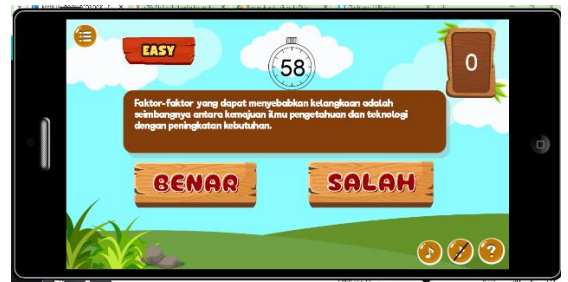 EASY
58
0
Faktor-faktor yang dapat menyebabkan kelangkaan adalah
seimbangnya antara kemajuan ilmu pengetahuan dan teknologi
dengan peningkatan kebutuhan.
BENAR
SALAH
?